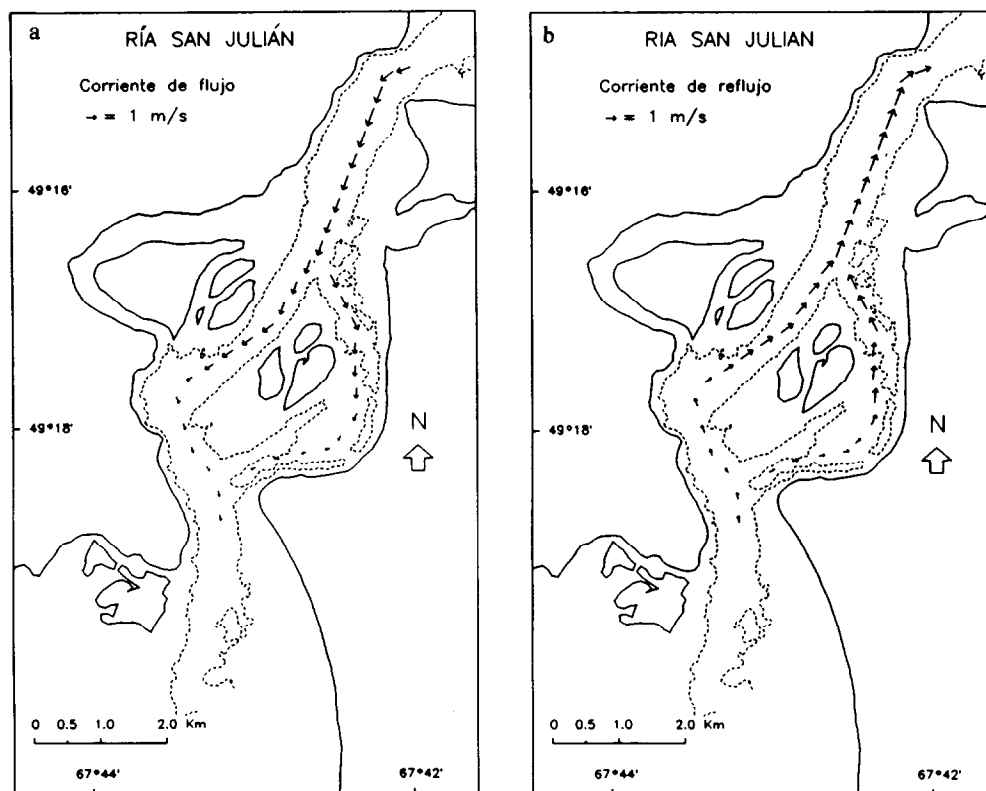 a
RÍA SAN JULIÁN
Corriente de flujo
→ = 1 m/s
49°16'
49°18'
N
0 0.5 1.0 2.0 Km
67°44'
67°42'
b
RIA SAN JULIAN
Corriente de reflujo
→ = 1 m/s
49°16'
49°18'
N
0 0.5 1.0 2.0 Km
67°44'
67°42'